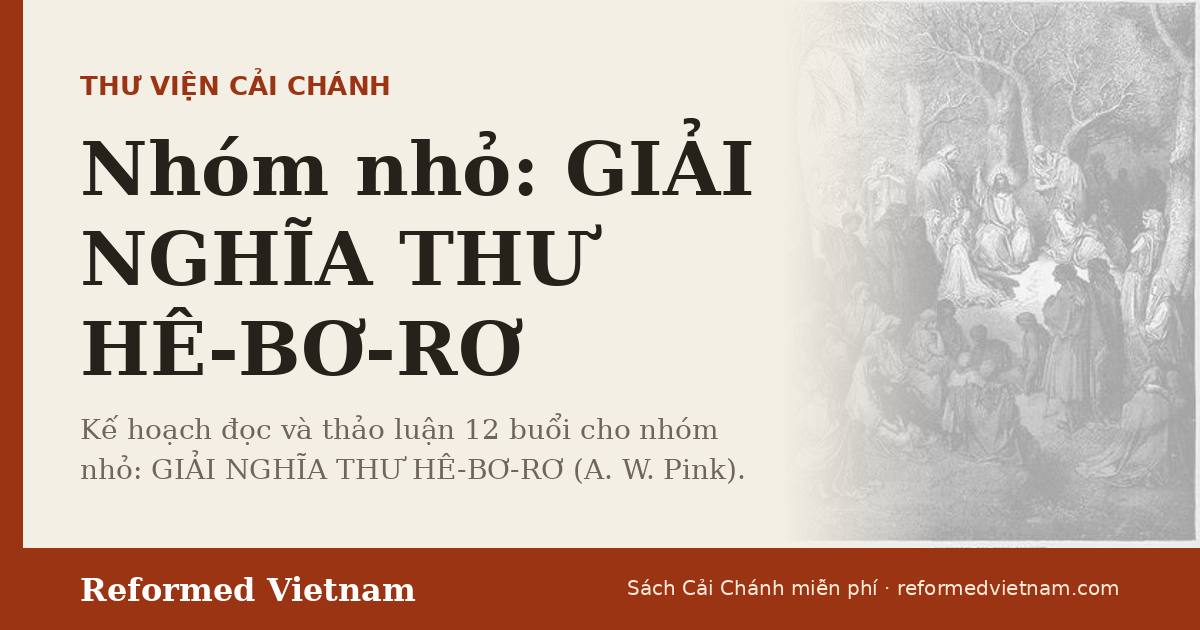 THƯ VIỆN CẢI CHÁNH
Nhóm nhỏ: GIẢI
NGHĨA THƯ
HÊ-BƠ-RƠ
Kế hoạch đọc và thảo luận 12 buổi cho nhóm
nhỏ: GIẢI NGHĨA THƯ HÊ-BƠ-RƠ (A. W. Pink).
Reformed Vietnam
Sách Cải Chánh miễn phí · reformedvietnam.com